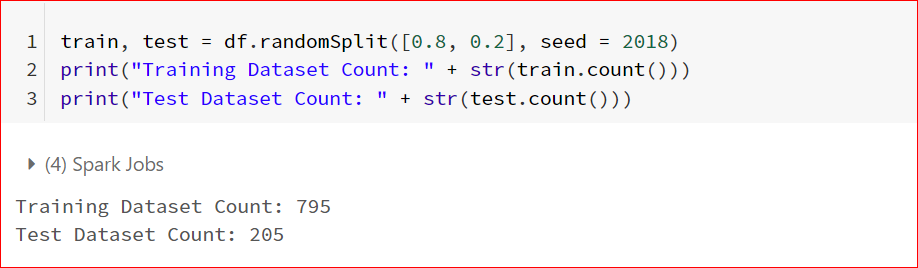 1 train, test = df.randomSplit([0.8, 0.2], seed = 2018)
2 print("Training Dataset Count: " + str(train.count()))
3 print("Test Dataset Count: " + str(test.count()))
(4) Spark Jobs
Training Dataset Count: 795
Test Dataset Count: 205